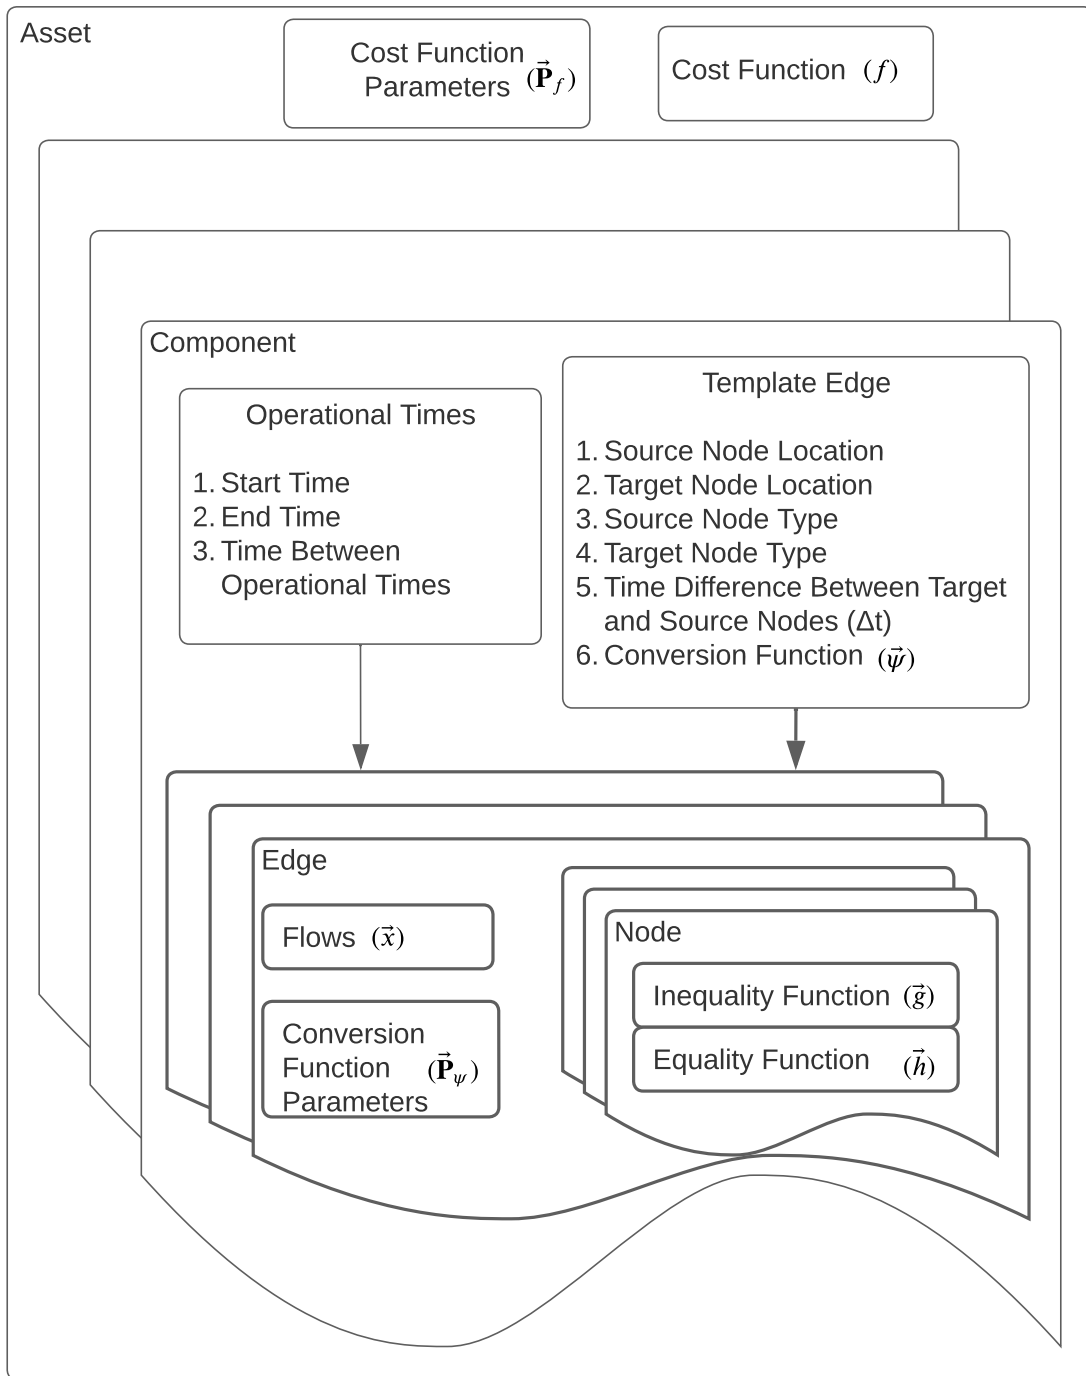 Asset
Cost Function
Parameters (P⃗_f)
Cost Function (f)
Component
Operational Times
1. Start Time
2. End Time
3. Time Between
Operational Times
Template Edge
1. Source Node Location
2. Target Node Location
3. Source Node Type
4. Target Node Type
5. Time Difference Between Target
and Source Nodes (Δt)
6. Conversion Function (ψ⃗)
Edge
Flows (x⃗)
Conversion
Function (P⃗_ψ)
Parameters
Node
Inequality Function (g⃗)
Equality Function (h⃗)